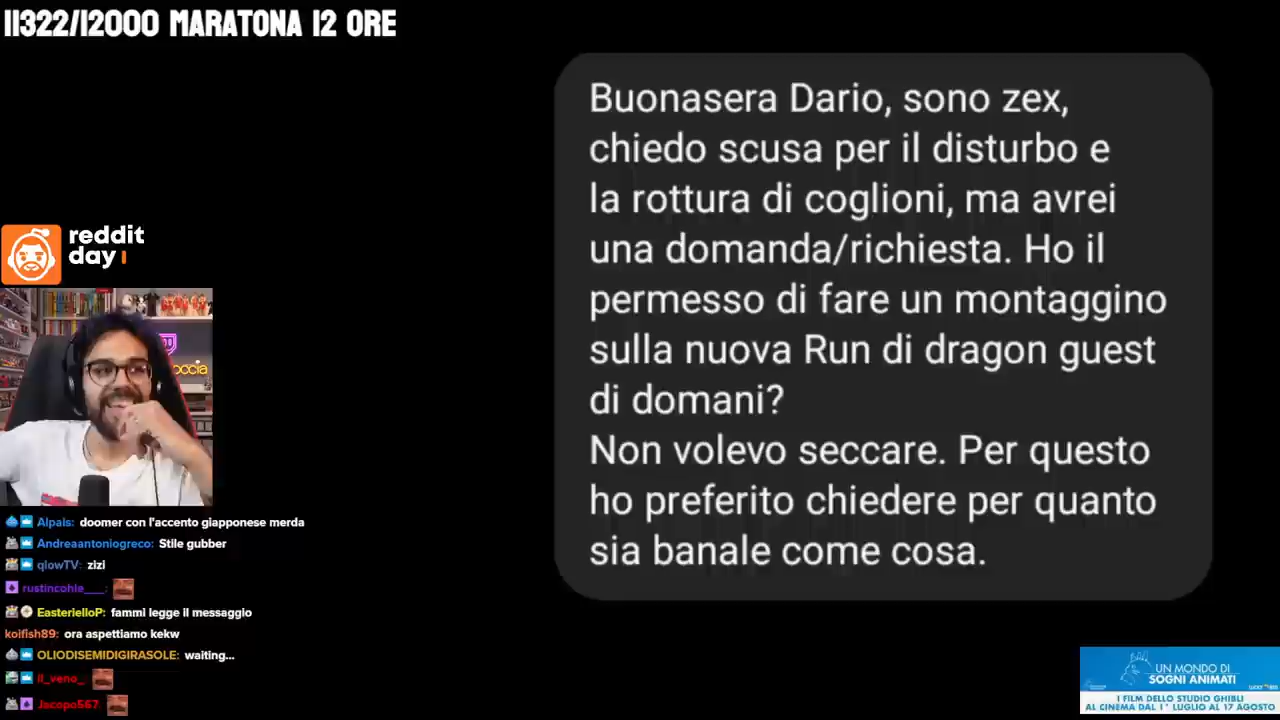 11322/12000 MARATONA 12 ORE
Buonasera Dario, sono zex,
chiedo scusa per il disturbo e
la rottura di coglioni, ma avrei
una domanda/richiesta. Ho il
permesso di fare un montaggino
sulla nuova Run di dragon guest
di domani?
Non volevo seccare. Per questo
ho preferito chiedere per quanto
sia banale come cosa.
reddit
day
Alpais: doomer con l'accento giapponese merda
Andreaantoniogreco: Stile gubber
qlowTV: zizi
rustincohle___:
EasterielloP: fammi legge il messaggio
koifish89: ora aspettiamo kekw
OLIODISEMIDIGIRASOLE: waiting...
il_veno_
Jacopo567:
UN MONDO DI
SOGNI ANIMATI
I FILM DELLO STUDIO GHIBLI
AL CINEMA DAL 1° LUGLIO AL 17 AGOSTO